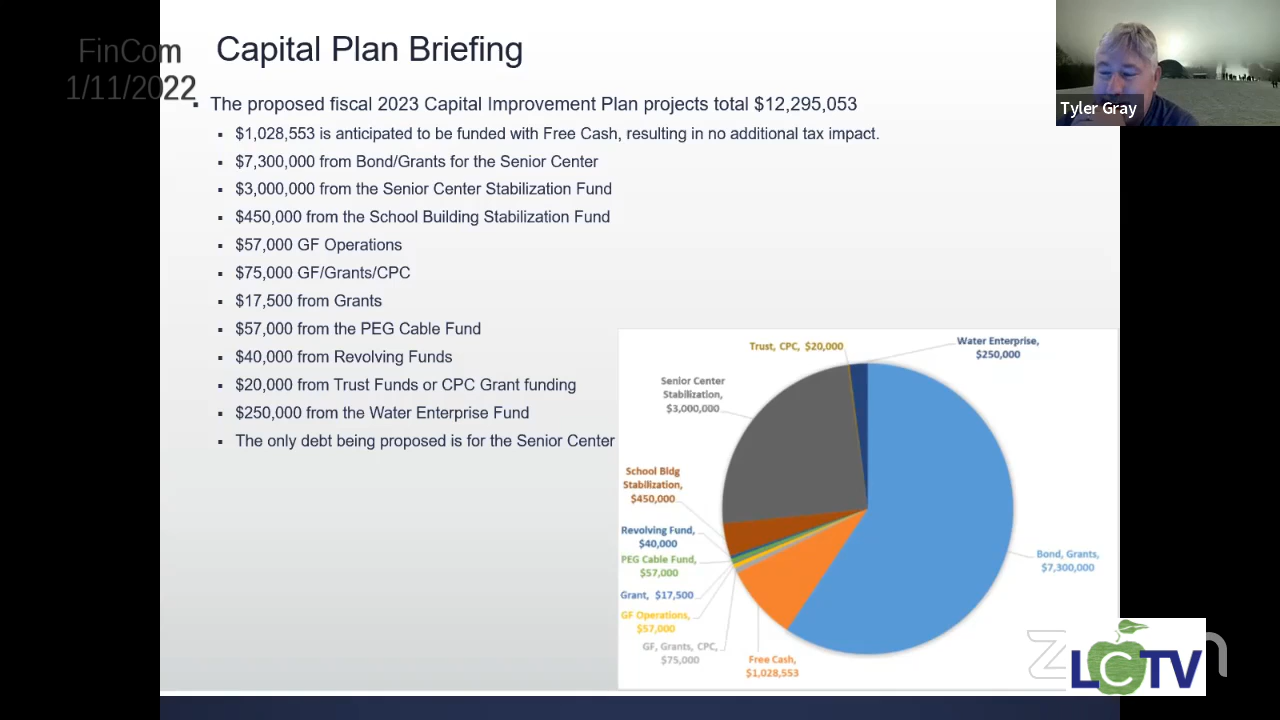 FinCom
1/11/2022
Capital Plan Briefing
▪ The proposed fiscal 2023 Capital Improvement Plan projects total $12,295,053
▪ $1,028,553 is anticipated to be funded with Free Cash, resulting in no additional tax impact.
▪ $7,300,000 from Bond/Grants for the Senior Center
▪ $3,000,000 from the Senior Center Stabilization Fund
▪ $450,000 from the School Building Stabilization Fund
▪ $57,000 GF Operations
▪ $75,000 GF/Grants/CPC
▪ $17,500 from Grants
▪ $57,000 from the PEG Cable Fund
▪ $40,000 from Revolving Funds
▪ $20,000 from Trust Funds or CPC Grant funding
▪ $250,000 from the Water Enterprise Fund
▪ The only debt being proposed is for the Senior Center
Trust, CPC, $20,000
Water Enterprise,
$250,000
Senior Center
Stabilization,
$3,000,000
School Bldg
Stabilization,
$450,000
Revolving Fund,
$40,000
PEG Cable Fund,
$57,000
Grant, $17,500
GF Operations,
$57,000
GF, Grants, CPC,
$75,000
Free Cash,
$1,028,553
Bond, Grants,
$7,300,000
Tyler Gray
LCTV